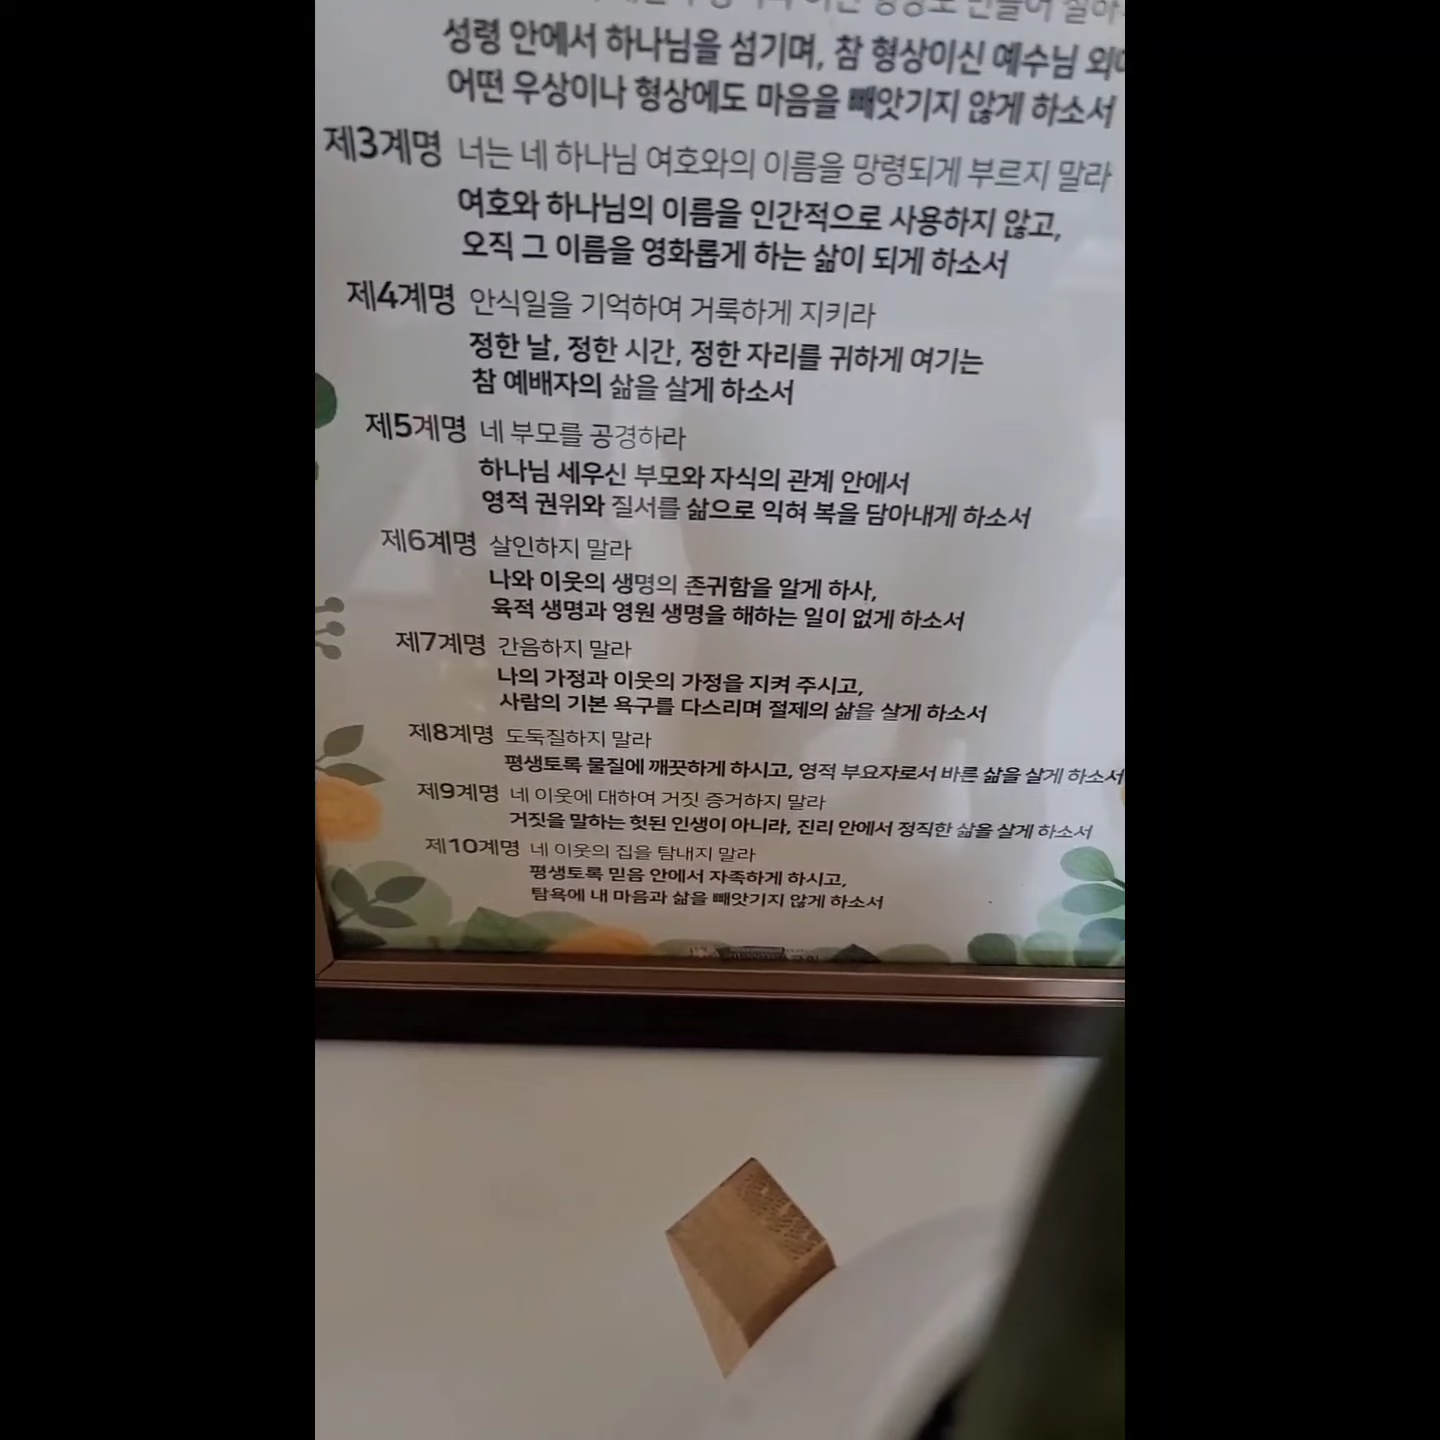 성령 안에서 하나님을 섬기며, 참 형상이신 예수님
어떤 우상이나 형상에도 마음을 빼앗기지 않게 하소서
제3계명 너는 네 하나님 여호와의 이름을 망령되게 부르지 말라
여호와 하나님의 이름을 인간적으로 사용하지 않고,
오직 그 이름을 영화롭게 하는 삶이 되게 하소서
제4계명 안식일을 기억하여 거룩하게 지키라
정한 날, 정한 시간, 정한 자리를 귀하게 여기는
참 예배자의 삶을 살게 하소서
제5계명 네 부모를 공경하라
하나님 세우신 부모와 자식의 관계 안에서
영적 권위와 질서를 삶으로 익혀 복을 담아내게 하소서
제6계명 살인하지 말라
나와 이웃의 생명의 존귀함을 알게 하사,
육적 생명과 영원 생명을 해하는 일이 없게 하소서
제7계명 간음하지 말라
나의 가정과 이웃의 가정을 지켜 주시고,
사람의 기본 욕구를 다스리며 절제의 삶을 살게 하소서
제8계명 도둑질하지 말라
평생토록 물질에 깨끗하게 하시고, 영적 부요자로서 바른 삶을 살게 하소서
제9계명 네 이웃에 대하여 거짓 증거하지 말라
거짓을 말하는 헛된 인생이 아니라, 진리 안에서 정직한 삶을 살게 하소서
제10계명 네 이웃의 집을 탐내지 말라
평생토록 믿음 안에서 자족하게 하시고,
탐욕에 내 마음과 삶을 빼앗기지 않게 하소서